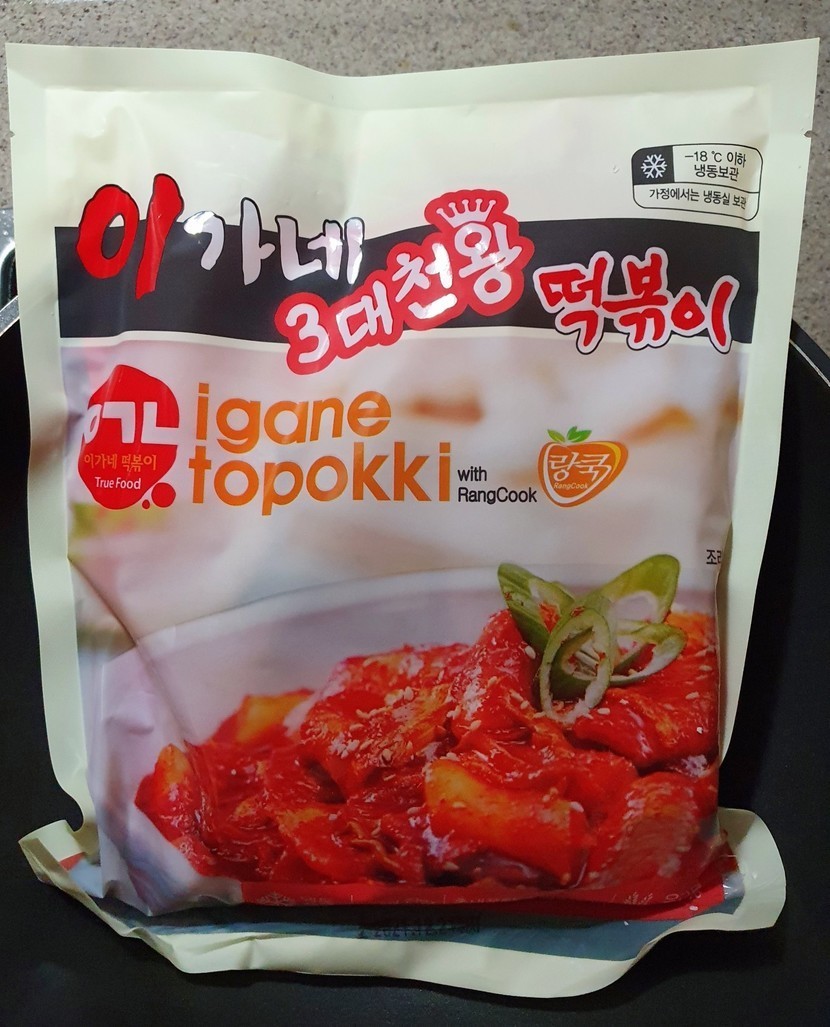 -18 ℃ 이하
냉동보관
가정에서는 냉동실 보관
이가네
3대천왕
떡볶이
이가네 떡볶이
True Food
igane
topokki
with
RangCook
랑쿡
RangCook